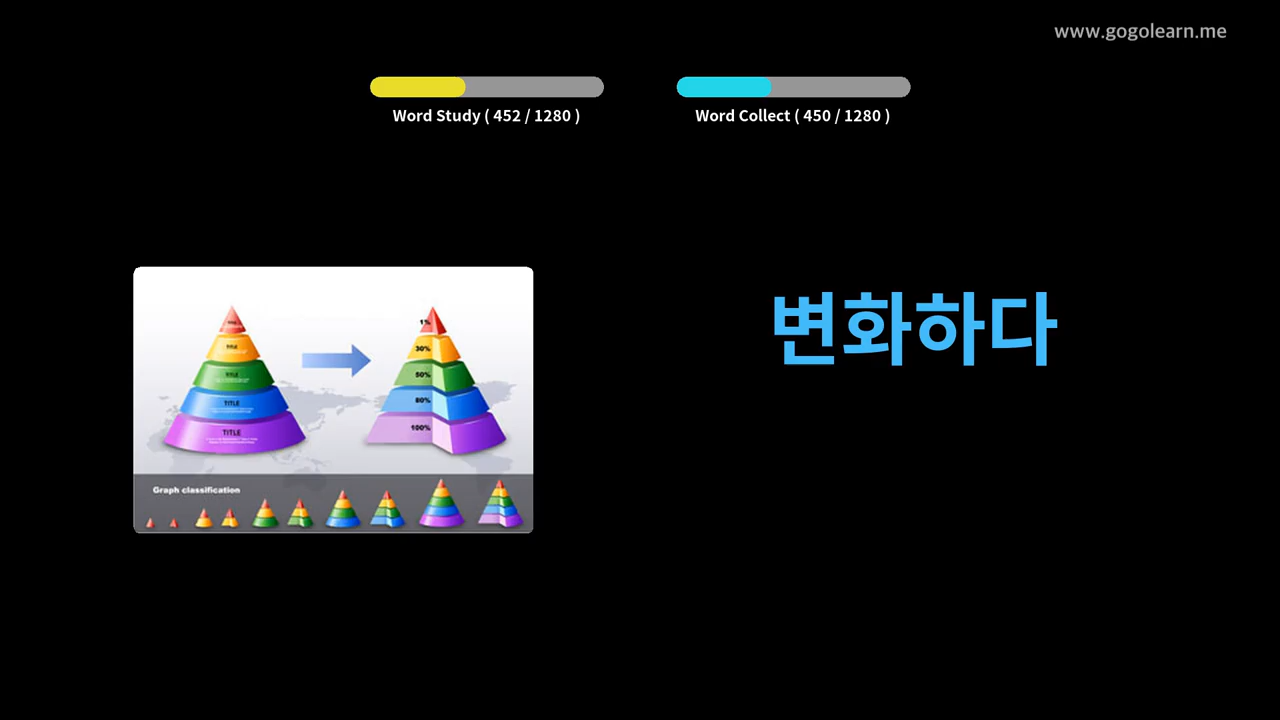 www.gogolearn.me
Word Study ( 452 / 1280 )
Word Collect ( 450 / 1280 )
변화하다
TITLE
TITLE
TITLE
TITLE
1%
30%
50%
80%
100%
Graph classification